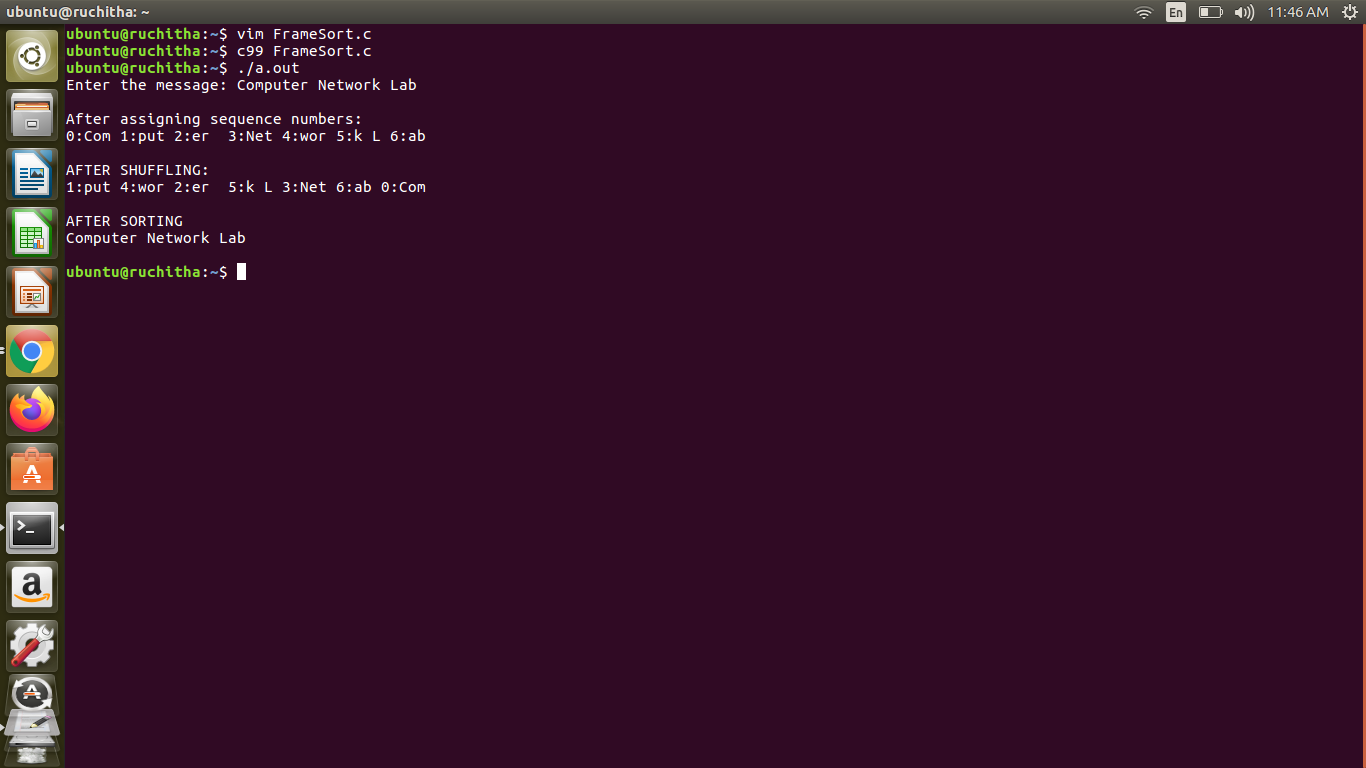 ubuntu@ruchitha: ~
En
11:46 AM
ubuntu@ruchitha:~$ vim FrameSort.c
ubuntu@ruchitha:~$ c99 FrameSort.c
ubuntu@ruchitha:~$ ./a.out
Enter the message: Computer Network Lab
After assigning sequence numbers:
0:Com 1:put 2:er  3:Net 4:wor 5:k L 6:ab
AFTER SHUFFLING:
1:put 4:wor 2:er  5:k L 3:Net 6:ab 0:Com
AFTER SORTING
Computer Network Lab
ubuntu@ruchitha:~$